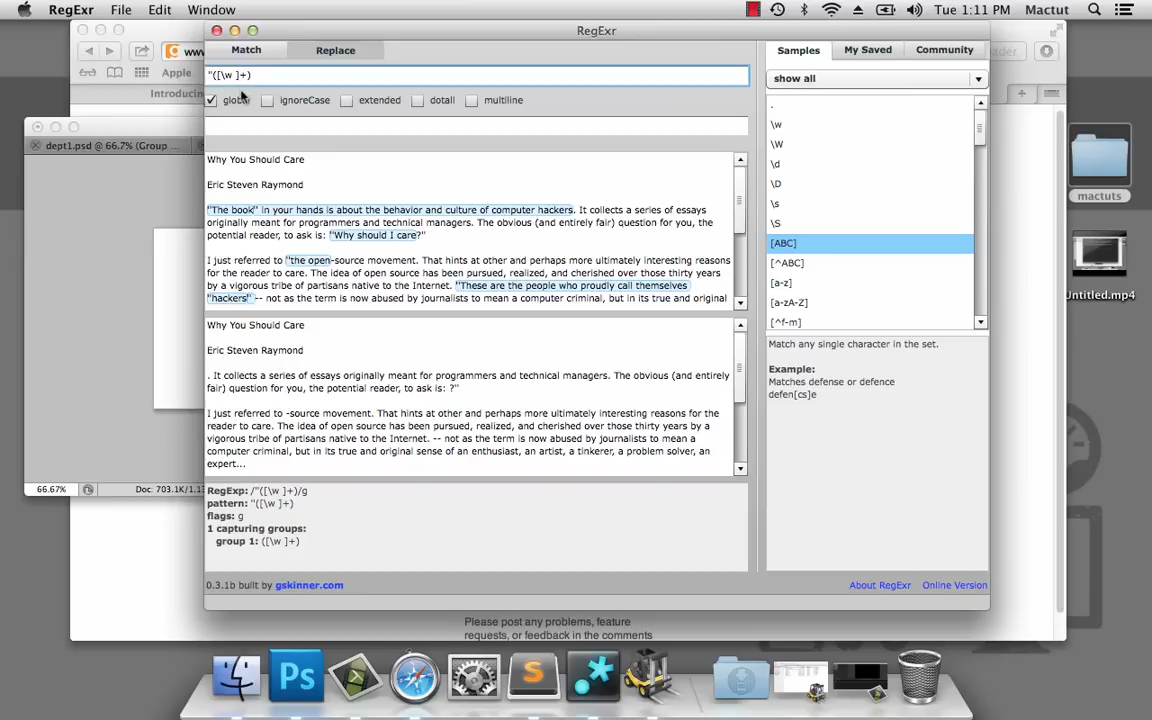 RegExr File Edit Window Tue 1:11 PM Mactut
RegExr
www
Apple
Introducin
Match Replace
Samples My Saved Community
"([\w ]+)
show all
global ignoreCase extended dotall multiline
dept1.psd @ 66.7% (Group ...
.
\w
\W
\d
\D
\s
\S
[ABC]
[^ABC]
[a-z]
[a-zA-Z]
[^f-m]
Why You Should Care
Eric Steven Raymond
"The book" in your hands is about the behavior and culture of computer hackers. It collects a series of essays
originally meant for programmers and technical managers. The obvious (and entirely fair) question for you, the
potential reader, to ask is: "Why should I care?"
I just referred to "the open-source movement. That hints at other and perhaps more ultimately interesting reasons
for the reader to care. The idea of open source has been pursued, realized, and cherished over those thirty years
by a vigorous tribe of partisans native to the Internet. "These are the people who proudly call themselves
"hackers" -- not as the term is now abused by journalists to mean a computer criminal, but in its true and original
Why You Should Care
Eric Steven Raymond
. It collects a series of essays originally meant for programmers and technical managers. The obvious (and entirely
fair) question for you, the potential reader, to ask is: ?"
I just referred to -source movement. That hints at other and perhaps more ultimately interesting reasons for the
reader to care. The idea of open source has been pursued, realized, and cherished over those thirty years by a
vigorous tribe of partisans native to the Internet. -- not as the term is now abused by journalists to mean a
computer criminal, but in its true and original sense of an enthusiast, an artist, a tinkerer, a problem solver, an
expert...
Match any single character in the set.
Example:
Matches defense or defence
defen[cs]e
RegExp: /"([\w ]+)/g
pattern: "([\w ]+)
flags: g
1 capturing groups:
group 1: ([\w ]+)
0.3.1b built by gskinner.com
About RegExr Online Version
66.67% Doc: 703.1K/1.1
mactuts
Untitled.mp4
Please post any problems, feature
requests, or feedback in the comments
Ps
S